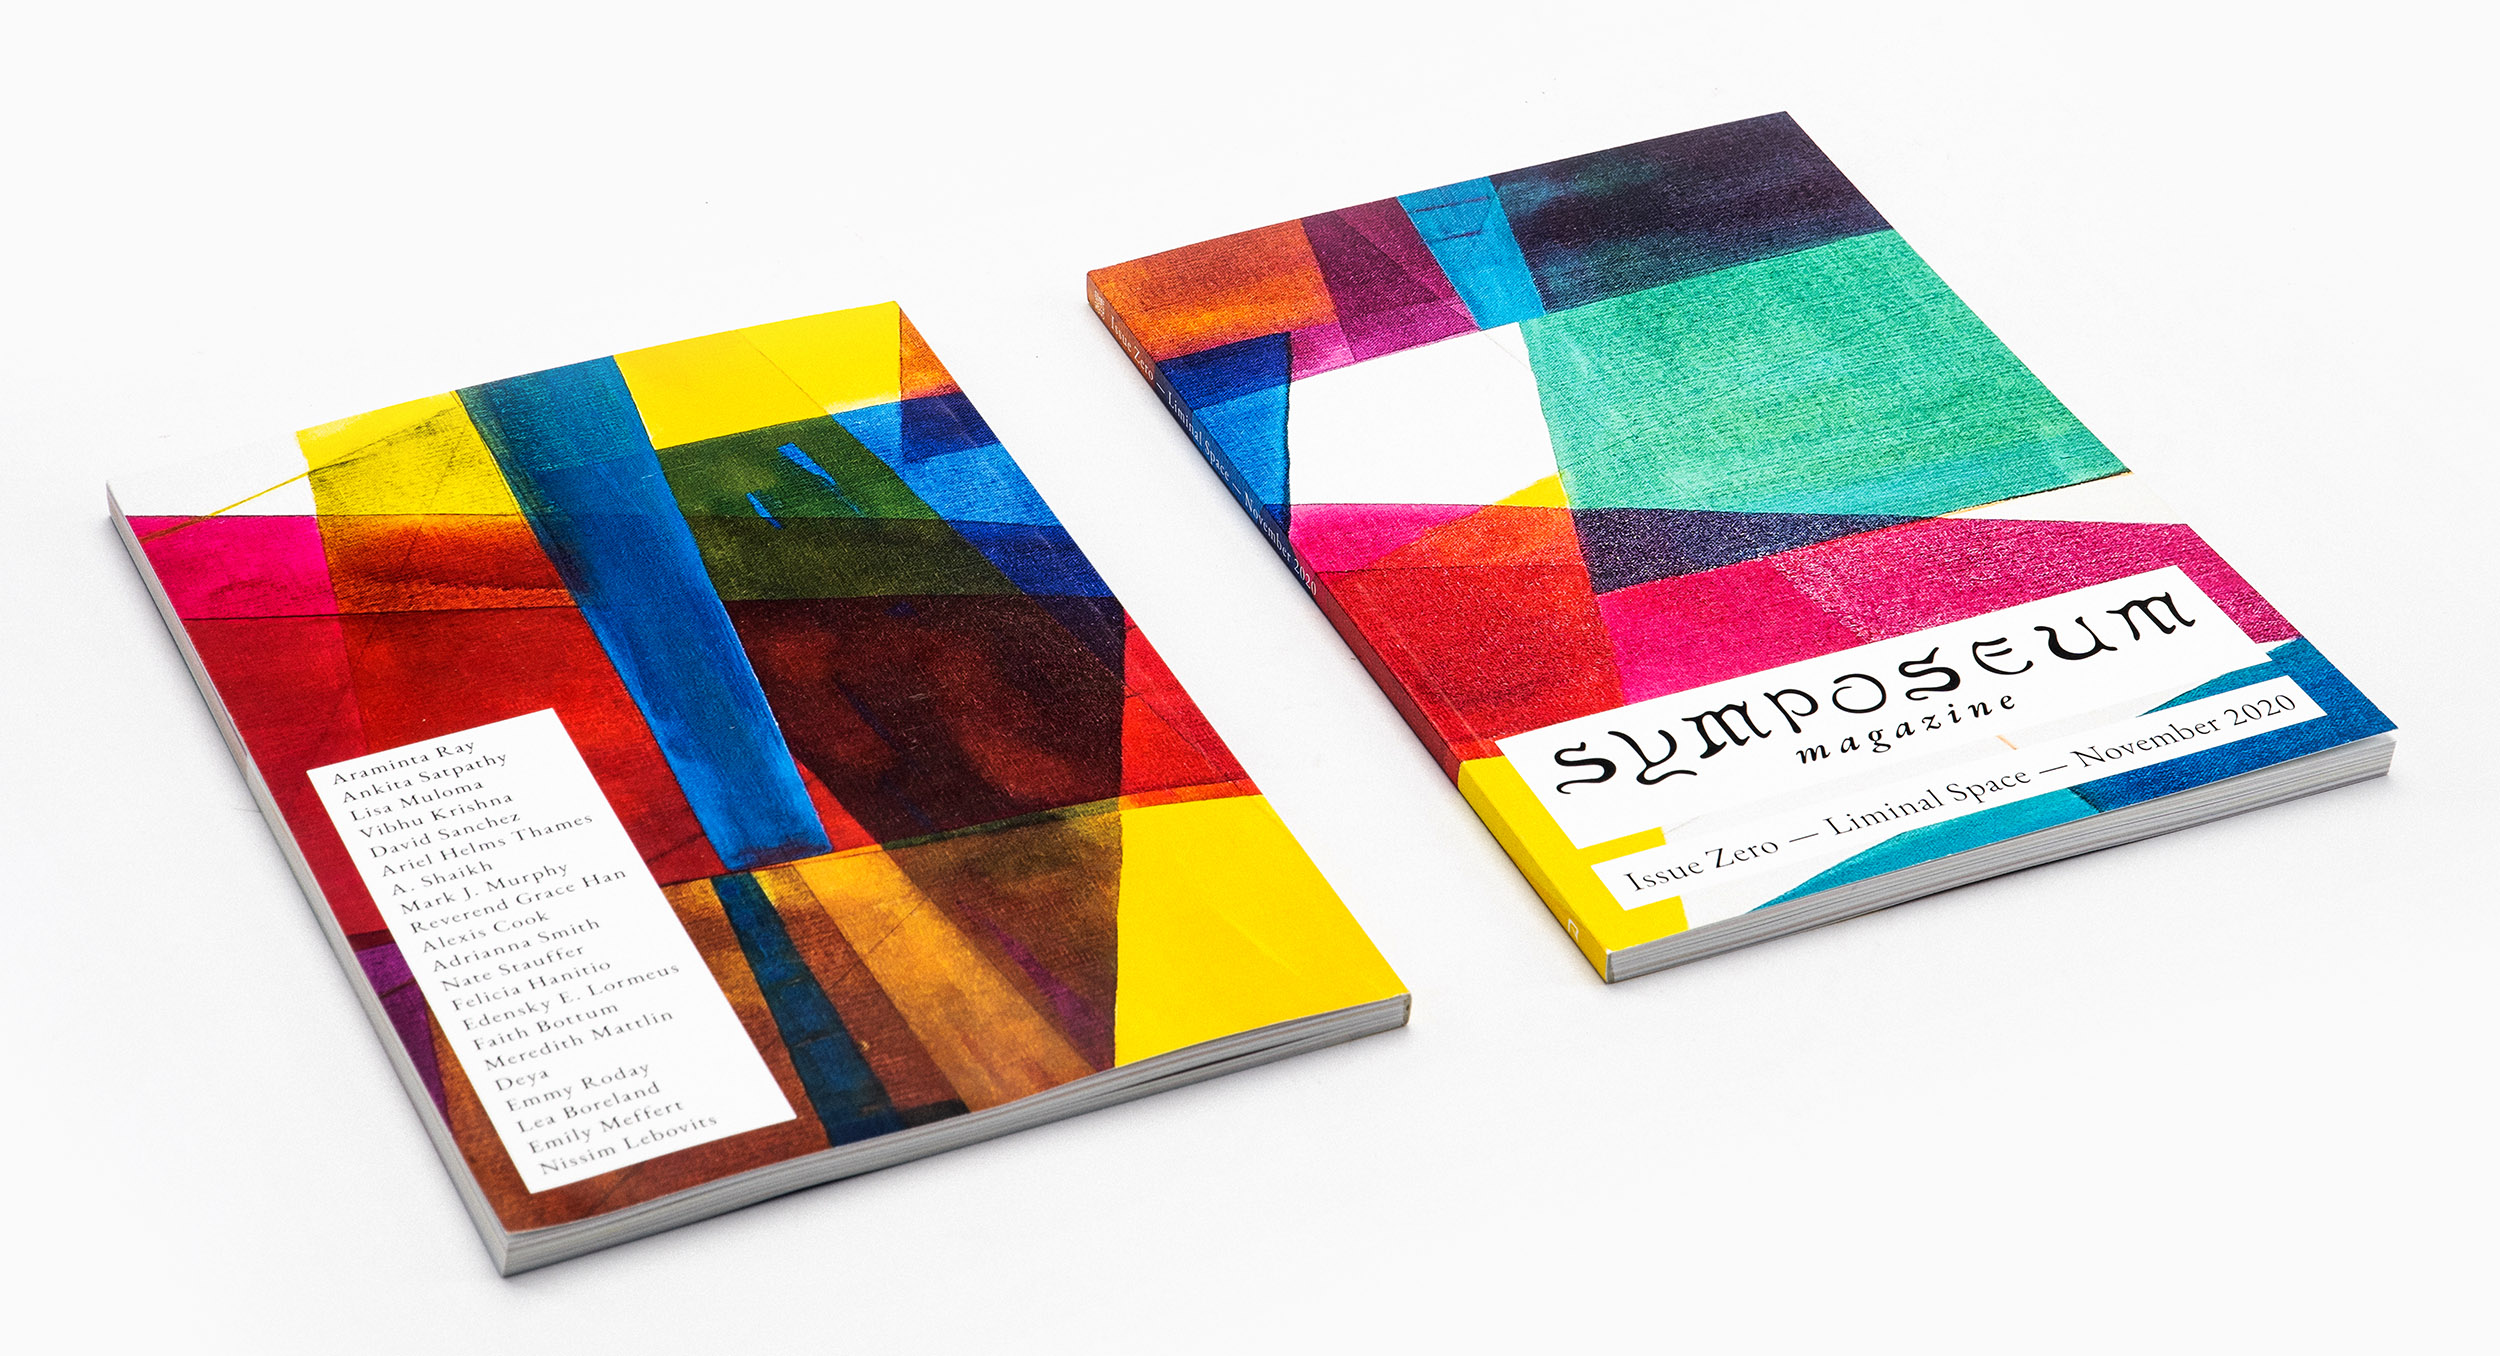 Araminta Ray
Ankita Satpathy
Lisa Muloma
Vibhu Krishna
David Sanchez
Ariel Helms Thames
A. Shaikh
Mark J. Murphy
Reverend Grace Han
Alexis Cook
Adrianna Smith
Nate Stauffer
Felicia Hanitio
Edensky E. Lormeus
Faith Bottum
Meredith Mattlin
Deya
Emmy Roday
Lea Boreland
Emily Meffert
Nissim Lebovits
Issue Zero — Liminal Space — November 2020
SYMPOSEUM
magazine
Issue Zero — Liminal Space — November 2020